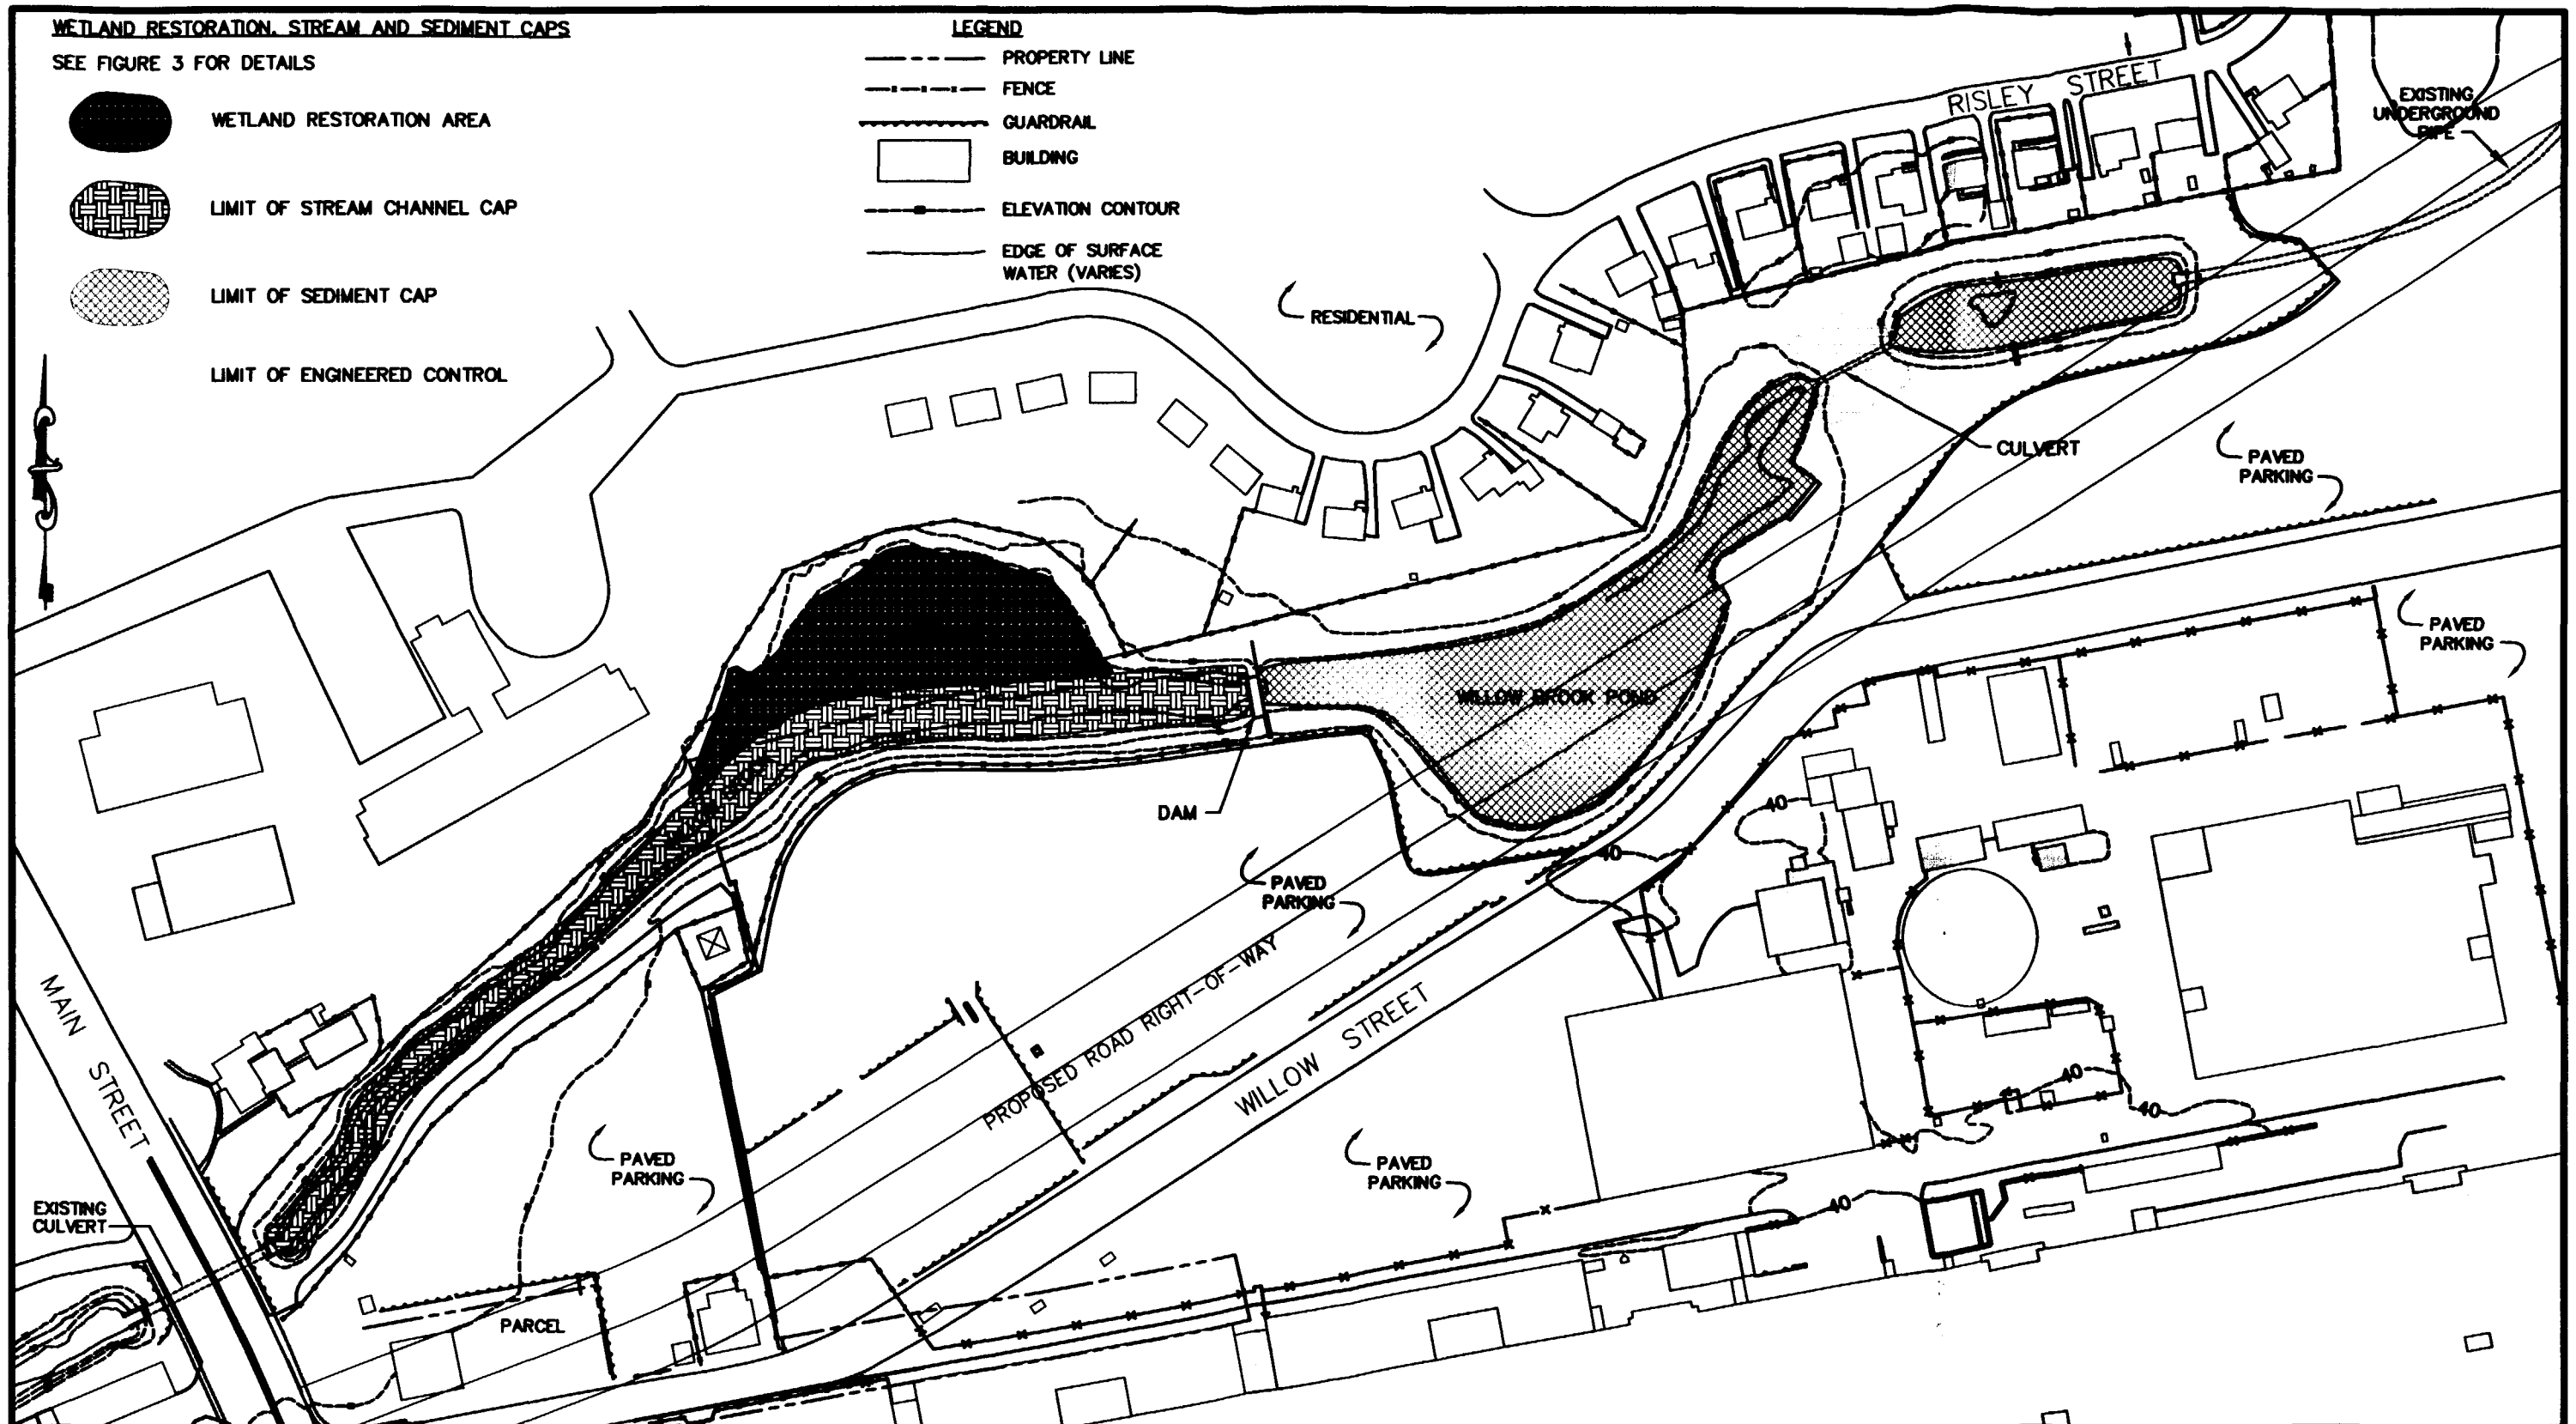 WETLAND RESTORATION, STREAM AND SEDIMENT CAPS
SEE FIGURE 3 FOR DETAILS
WETLAND RESTORATION AREA
LIMIT OF STREAM CHANNEL CAP
LIMIT OF SEDIMENT CAP
LIMIT OF ENGINEERED CONTROL
LEGEND
PROPERTY LINE
FENCE
GUARDRAIL
BUILDING
ELEVATION CONTOUR
EDGE OF SURFACE
WATER (VARIES)
RISLEY STREET
EXISTING
UNDERGROUND
PIPE
RESIDENTIAL
CULVERT
PAVED
PARKING
PAVED
PARKING
WILLOW BROOK POND
DAM
40
40
PAVED
PARKING
PROPOSED ROAD RIGHT-OF-WAY
WILLOW STREET
MAIN STREET
40
40
PAVED
PARKING
PAVED
PARKING
40
EXISTING
CULVERT
PARCEL